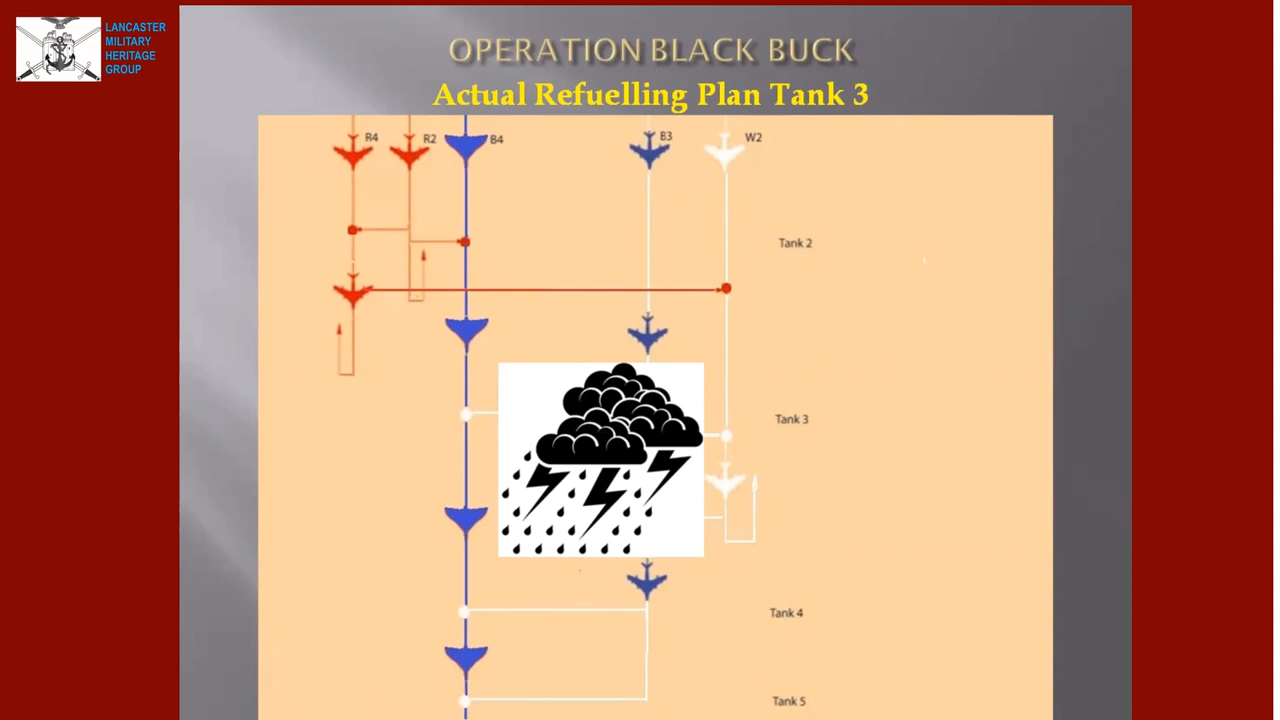 LANCASTER
MILITARY
HERITAGE
GROUP
OPERATION BLACK BUCK
Actual Refuelling Plan Tank 3
R4
R2
B4
B3
W2
Tank 2
Tank 3
Tank 4
Tank 5